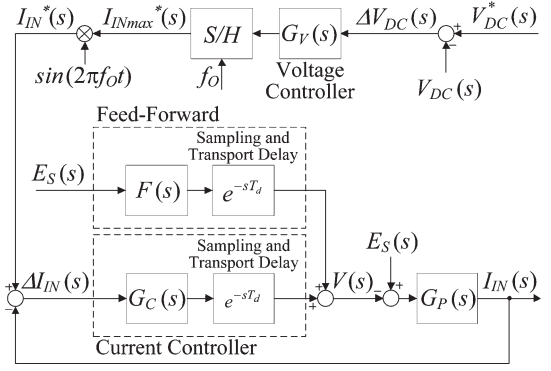 I_IN*(s)
I_INmax*(s)
S/H
G_V(s)
ΔV_DC(s)
V*_DC(s)
+
−
sin(2πf_Ot)
f_O
Voltage
Controller
V_DC(s)
Feed-Forward
Sampling and
Transport Delay
E_S(s)
F(s)
e^{-sT_d}
Sampling and
Transport Delay
E_S(s)
+
−
ΔI_IN(s)
G_C(s)
e^{-sT_d}
+
+
V(s)
−
+
G_P(s)
I_IN(s)
Current Controller